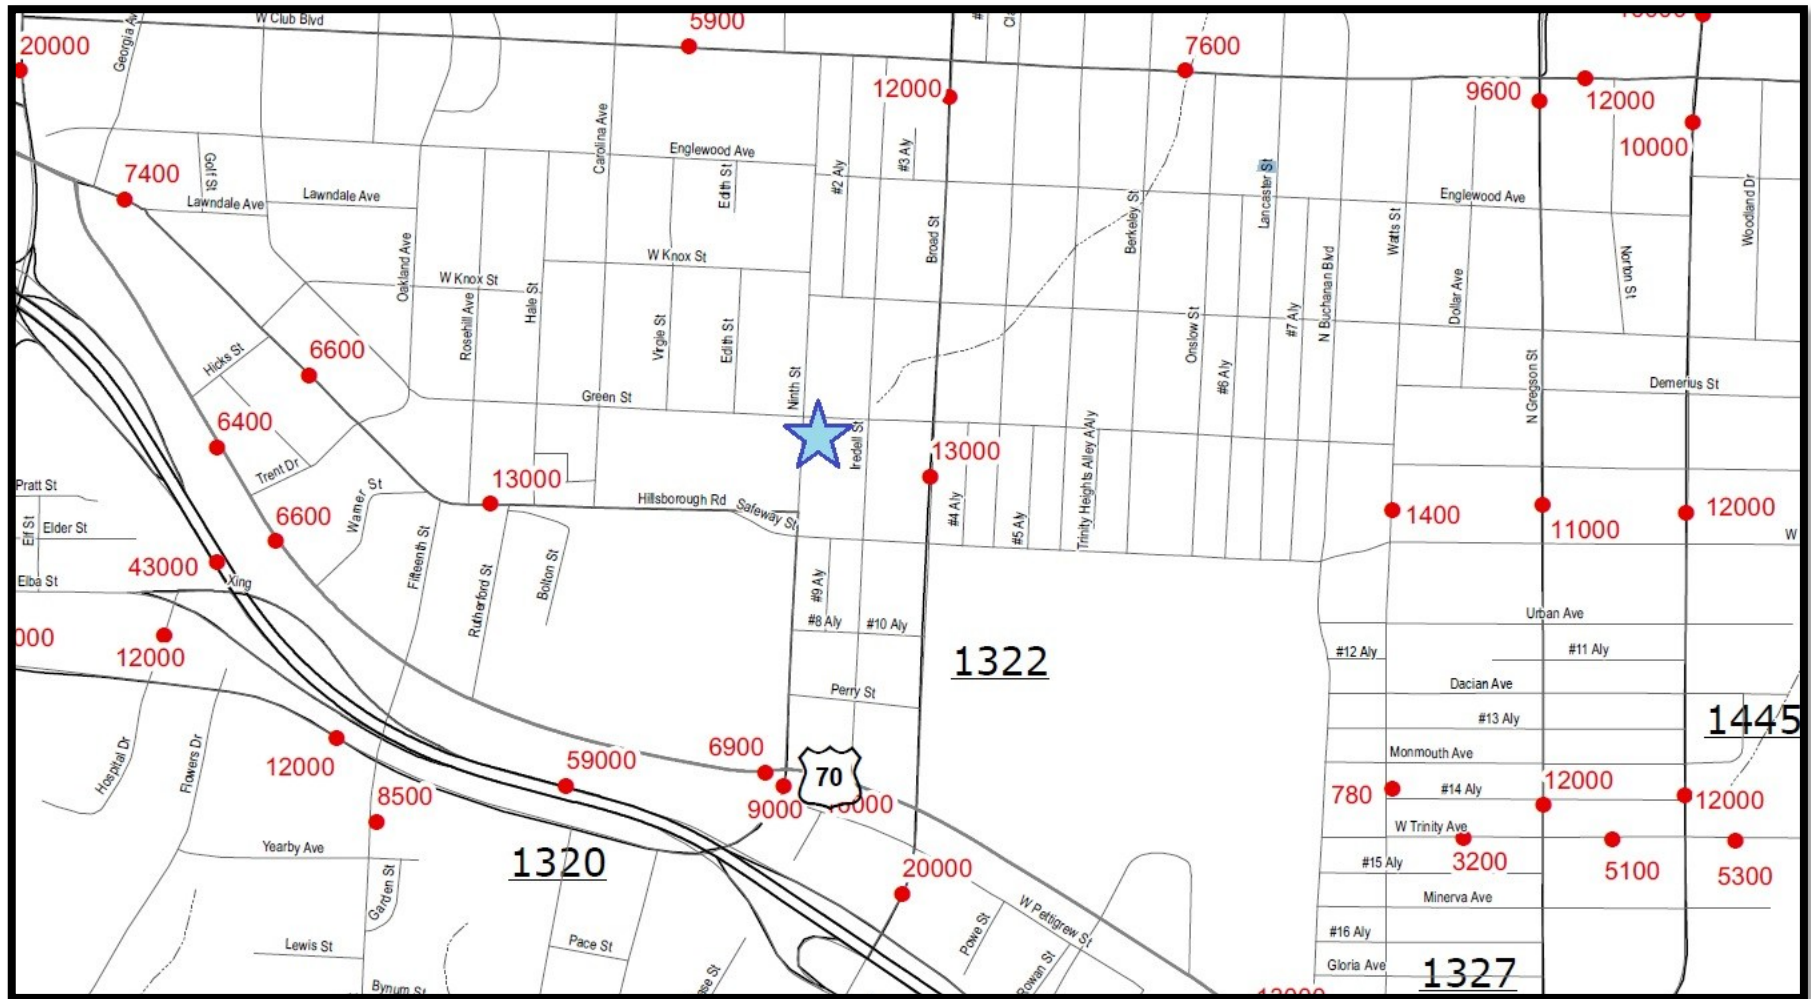 W Club Blvd
5900
20000
Georgia Av
7600
12000
9600
12000
10000
Carolina Ave
Englewood Ave
#2 Aly
#3 Aly
Golf St
7400
Edith St
Lawndale Ave
Lawndale Ave
Lancaster St
Englewood Ave
Woodland Dr
Berkeley St
Broad St
Watts St
Oakland Ave
W Knox St
W Knox St
Rosehill Ave
Hale St
Virgie St
Edith St
Onslow St
#7 Aly
N Buchanan Blvd
Dollar Ave
Norton St
Hicks St
6600
#6 Aly
Ninth St
Green St
N Gregson St
Demerius St
6400
Iredell St
Trinity Heights Alley A Aly
13000
Trent Dr
13000
Pratt St
Warner St
Hillsborough Rd
Safeway St
#4 Aly
#5 Aly
1400
11000
12000
6600
Elf St
Elder St
W
43000
Xing
Elba St
Fifteenth St
Rutherford St
Bolton St
#9 Aly
#8 Aly
#10 Aly
Urban Ave
000
12000
1322
#12 Aly
#11 Aly
Perry St
Dacian Ave
#13 Aly
1445
Hospital Dr
Flowers Dr
12000
59000
6900
70
9000
6000
Monmouth Ave
780
#14 Aly
12000
12000
8500
W Trinity Ave
3200
5100
5300
Yearby Ave
1320
20000
#15 Aly
Minerva Ave
Garden St
W Pettigrew St
Powe St
#16 Aly
Lewis St
Pace St
Rowan St
Gloria Ave
1327
Bynum St
se St